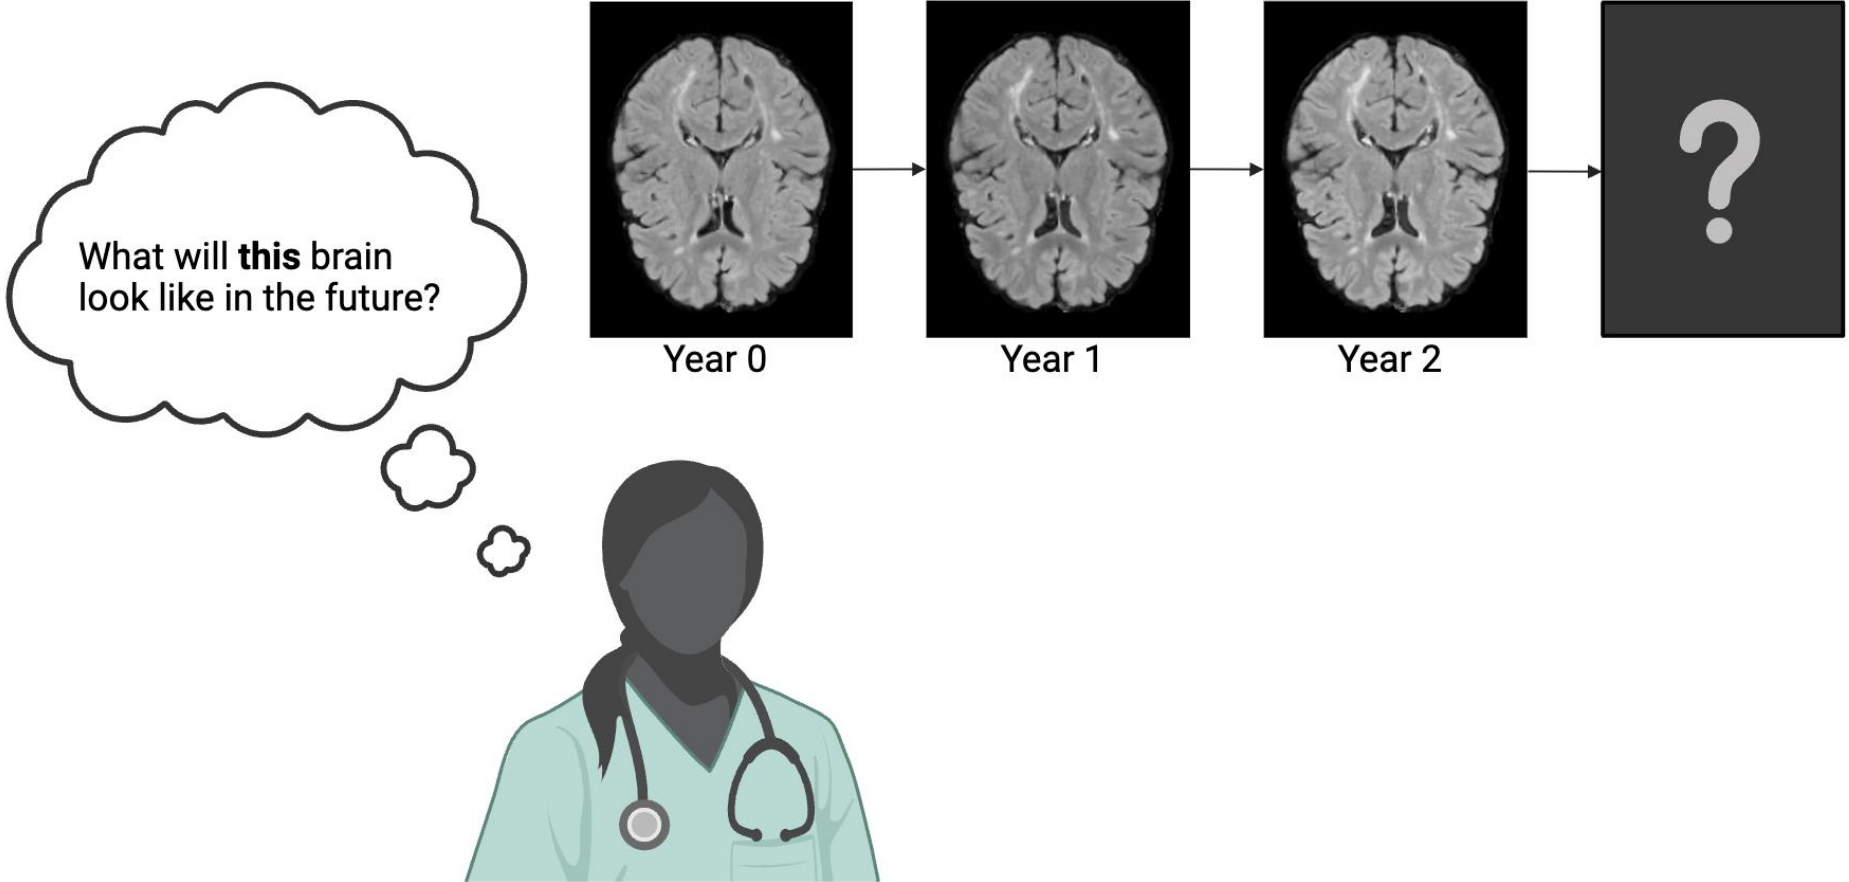 What will this brain
look like in the future?
Year 0
Year 1
Year 2
?